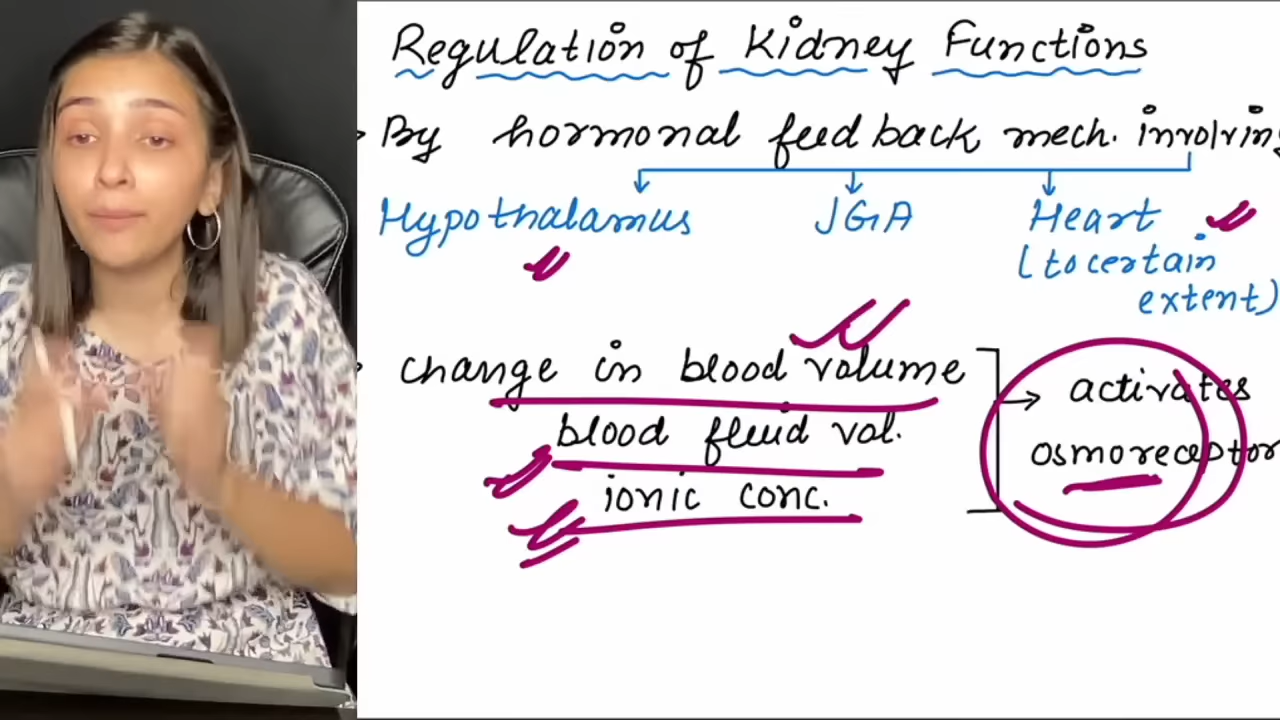 Regulation of Kidney Functions
By hormonal feedback mech. involving
Hypothalamus JGA Heart
(to certain
extent)
change in blood volume
blood fluid vol.
ionic conc.
activates
osmoreceptor